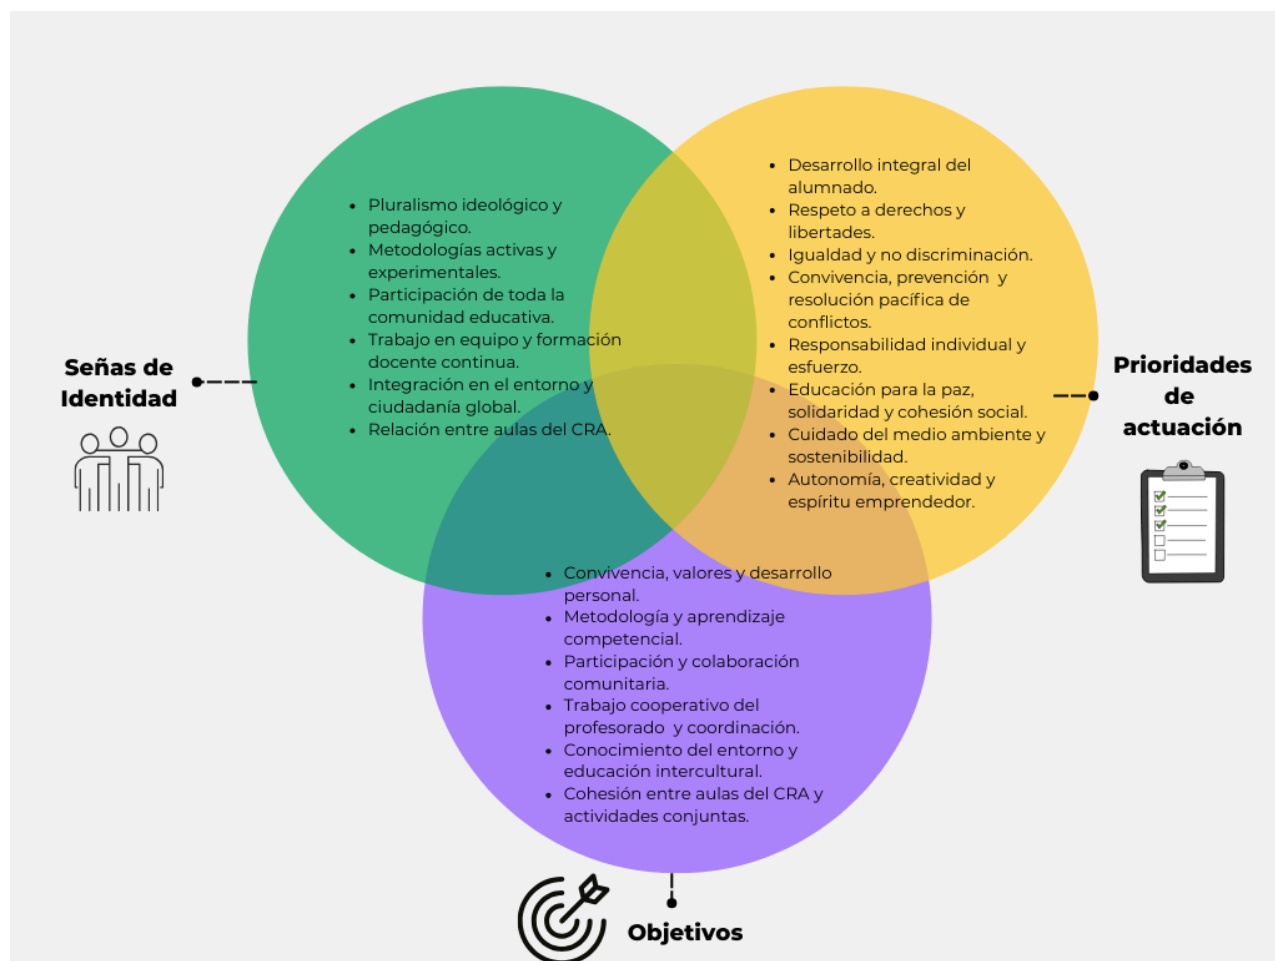 Señas de
Identidad
• Pluralismo ideológico y
pedagógico.
• Metodologías activas y
experimentales.
• Participación de toda la
comunidad educativa.
• Trabajo en equipo y formación
docente continua.
• Integración en el entorno y
ciudadanía global.
• Relación entre aulas del CRA.
• Desarrollo integral del
alumnado.
• Respeto a derechos y
libertades.
• Igualdad y no discriminación.
• Convivencia, prevención y
resolución pacífica de
conflictos.
• Responsabilidad individual y
esfuerzo.
• Educación para la paz,
solidaridad y cohesión social.
• Cuidado del medio ambiente y
sostenibilidad.
• Autonomía, creatividad y
espíritu emprendedor.
Prioridades
de
actuación
• Convivencia, valores y desarrollo
personal.
• Metodología y aprendizaje
competencial.
• Participación y colaboración
comunitaria.
• Trabajo cooperativo del
profesorado y coordinación.
• Conocimiento del entorno y
educación intercultural.
• Cohesión entre aulas del CRA y
actividades conjuntas.
Objetivos